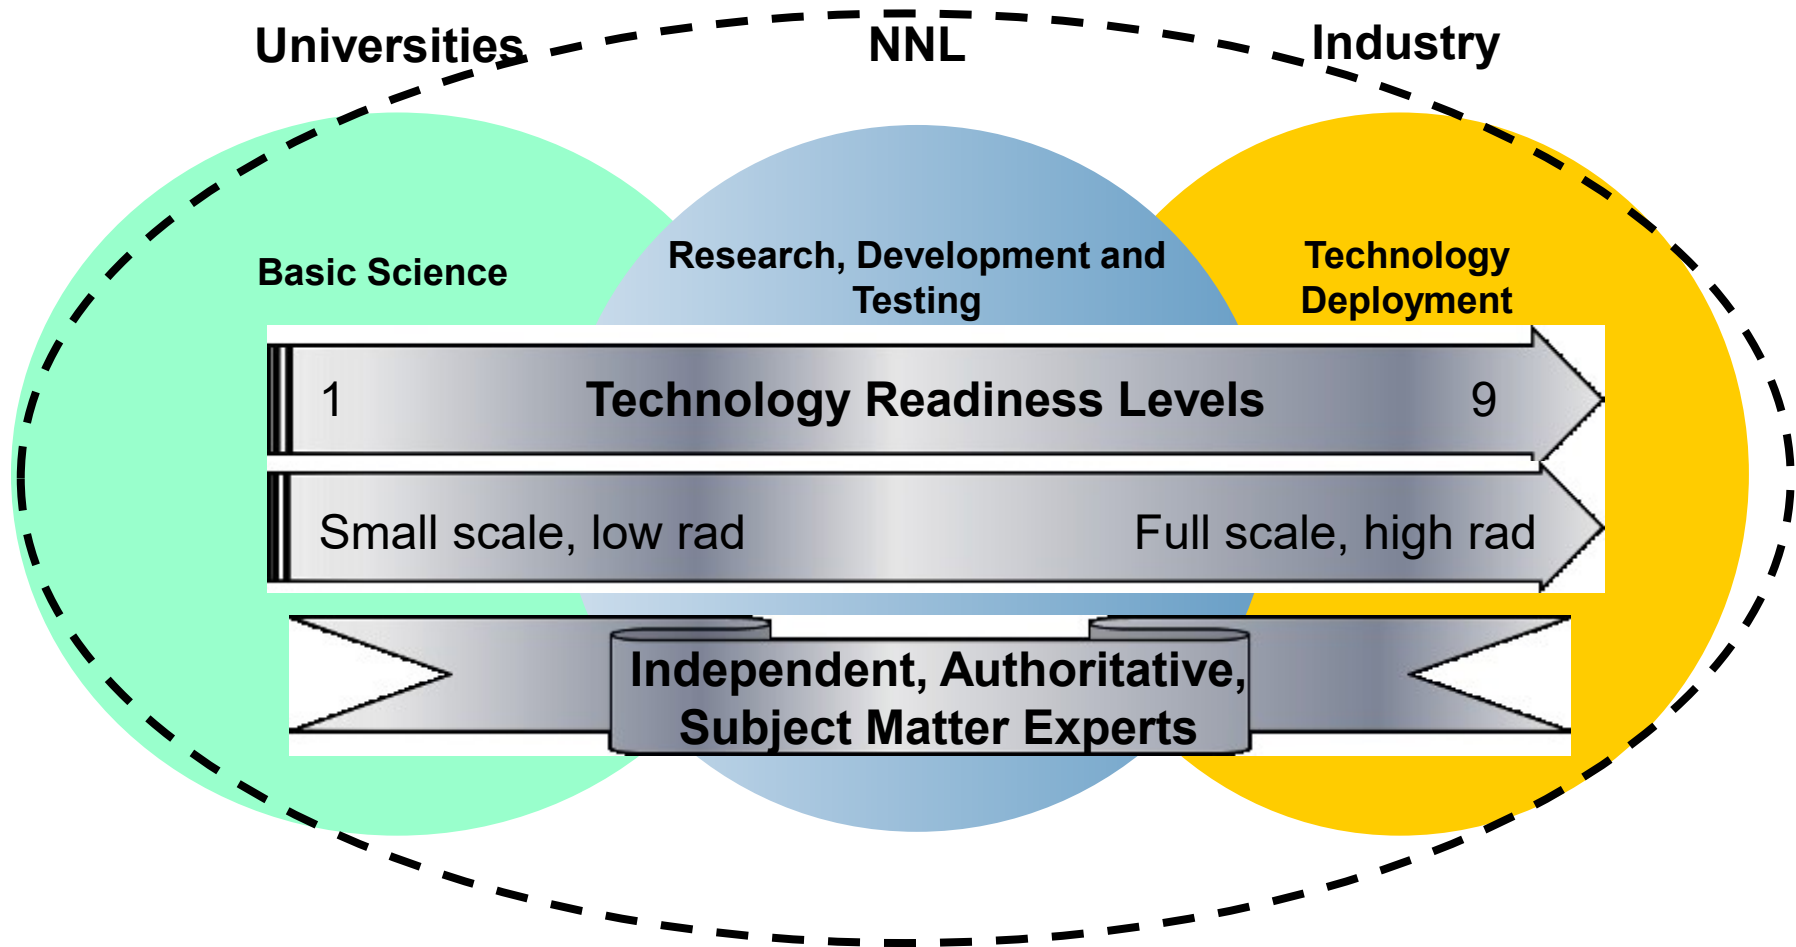 Universities
NNL
Industry
Basic Science
Research, Development and
Testing
Technology
Deployment
1
Technology Readiness Levels
9
Small scale, low rad
Full scale, high rad
Independent, Authoritative,
Subject Matter Experts